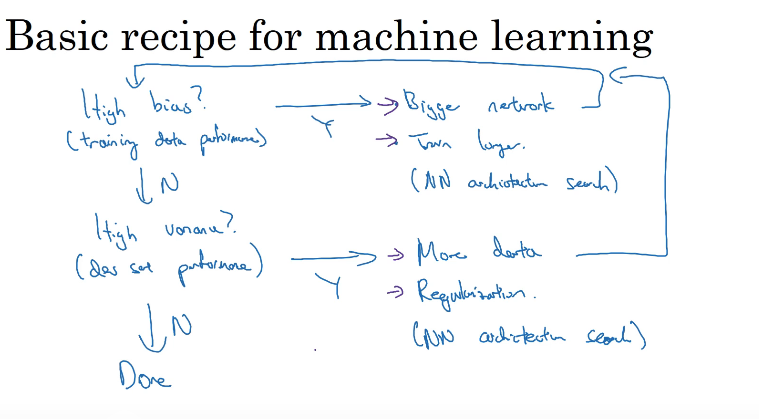 Basic recipe for machine learning
High bias? Y → Bigger network
(training data performance) → Train longer.
N (NN architecture search)
High variance? Y → More data
(dev set performance) → Regularization.
N (NN architecture search)
Done